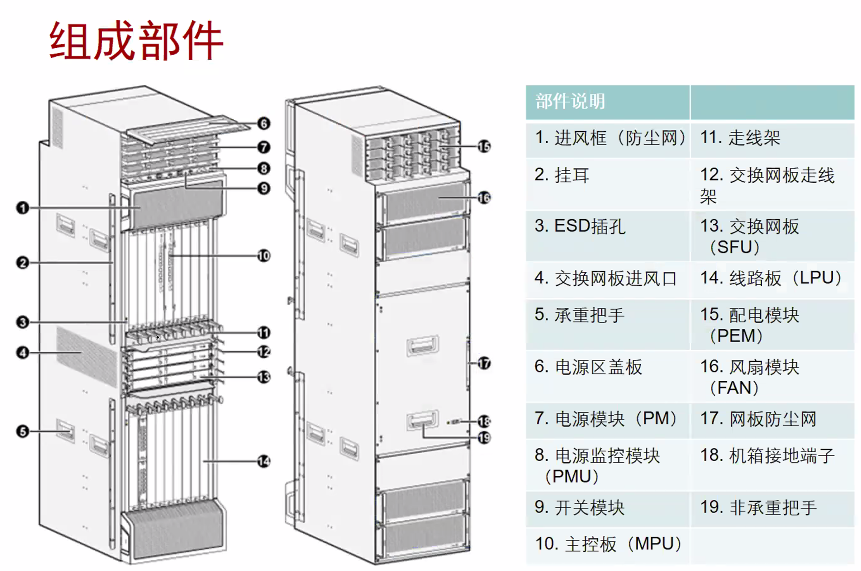 组成部件
1
2
3
4
5
6
7
8
9
10
11
12
13
14
15
16
17
18
19
部件说明
1. 进风框（防尘网）
11. 走线架
2. 挂耳
12. 交换网板走线
架
3. ESD插孔
13. 交换网板
（SFU）
4. 交换网板进风口
14. 线路板（LPU）
5. 承重把手
15. 配电模块
（PEM）
6. 电源区盖板
16. 风扇模块
（FAN）
7. 电源模块（PM）
17. 网板防尘网
8. 电源监控模块
（PMU）
18. 机箱接地端子
9. 开关模块
19. 非承重把手
10. 主控板（MPU）